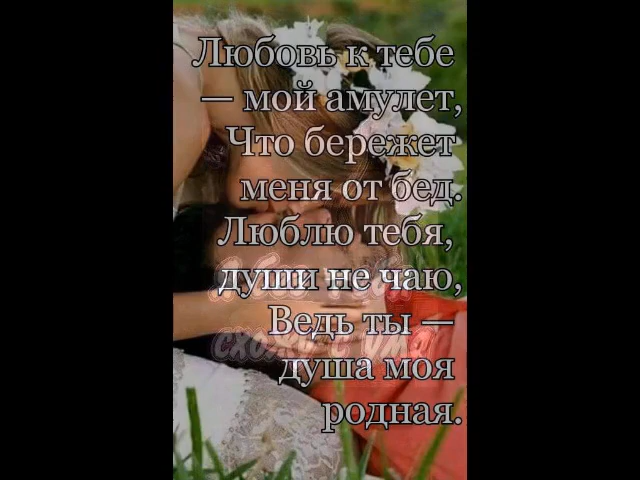 Любовь к тебе
— мой амулет,
Что бережет
меня от бед.
Люблю тебя,
души не чаю,
Ведь ты —
душа моя
родная.